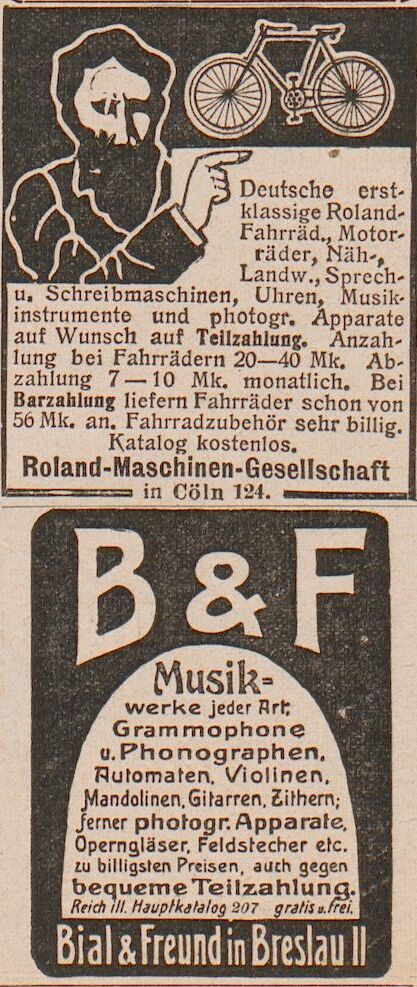 Deutsche erst-
klassige Roland-
Fahrräd., Motor-
räder, Näh-,
Landw., Sprech-
u. Schreibmaschinen, Uhren, Musik-
instrumente und photogr. Apparate
auf Wunsch auf Teilzahlung. Anzah-
lung bei Fahrrädern 20—40 Mk. Ab-
zahlung 7—10 Mk. monatlich. Bei
Barzahlung liefern Fahrräder schon von
56 Mk. an. Fahrradzubehör sehr billig.
Katalog kostenlos.
Roland-Maschinen-Gesellschaft
in Cöln 124.
B & F
Musik=
werke jeder Art,
Grammophone
u. Phonographen,
Automaten, Violinen,
Mandolinen, Gitarren, Zithern;
ferner photogr. Apparate,
Operngläser, Feldstecher etc.
zu billigsten Preisen, auch gegen
bequeme Teilzahlung.
Reich ill. Hauptkatalog 207 gratis u. frei.
Bial & Freund in Breslau II